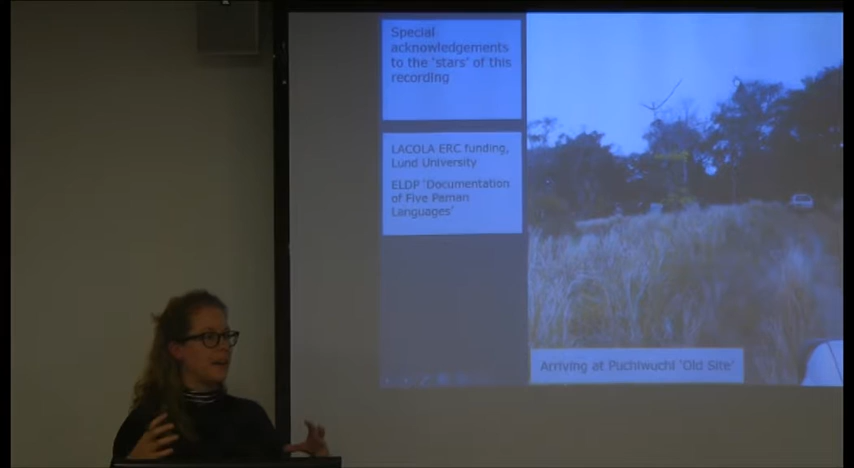 Special
acknowledgements
to the 'stars' of this
recording
LACOLA ERC funding,
Lund University
ELDP 'Documentation
of Five Paman
Languages'
Arriving at Puchiwuchi 'Old Site'